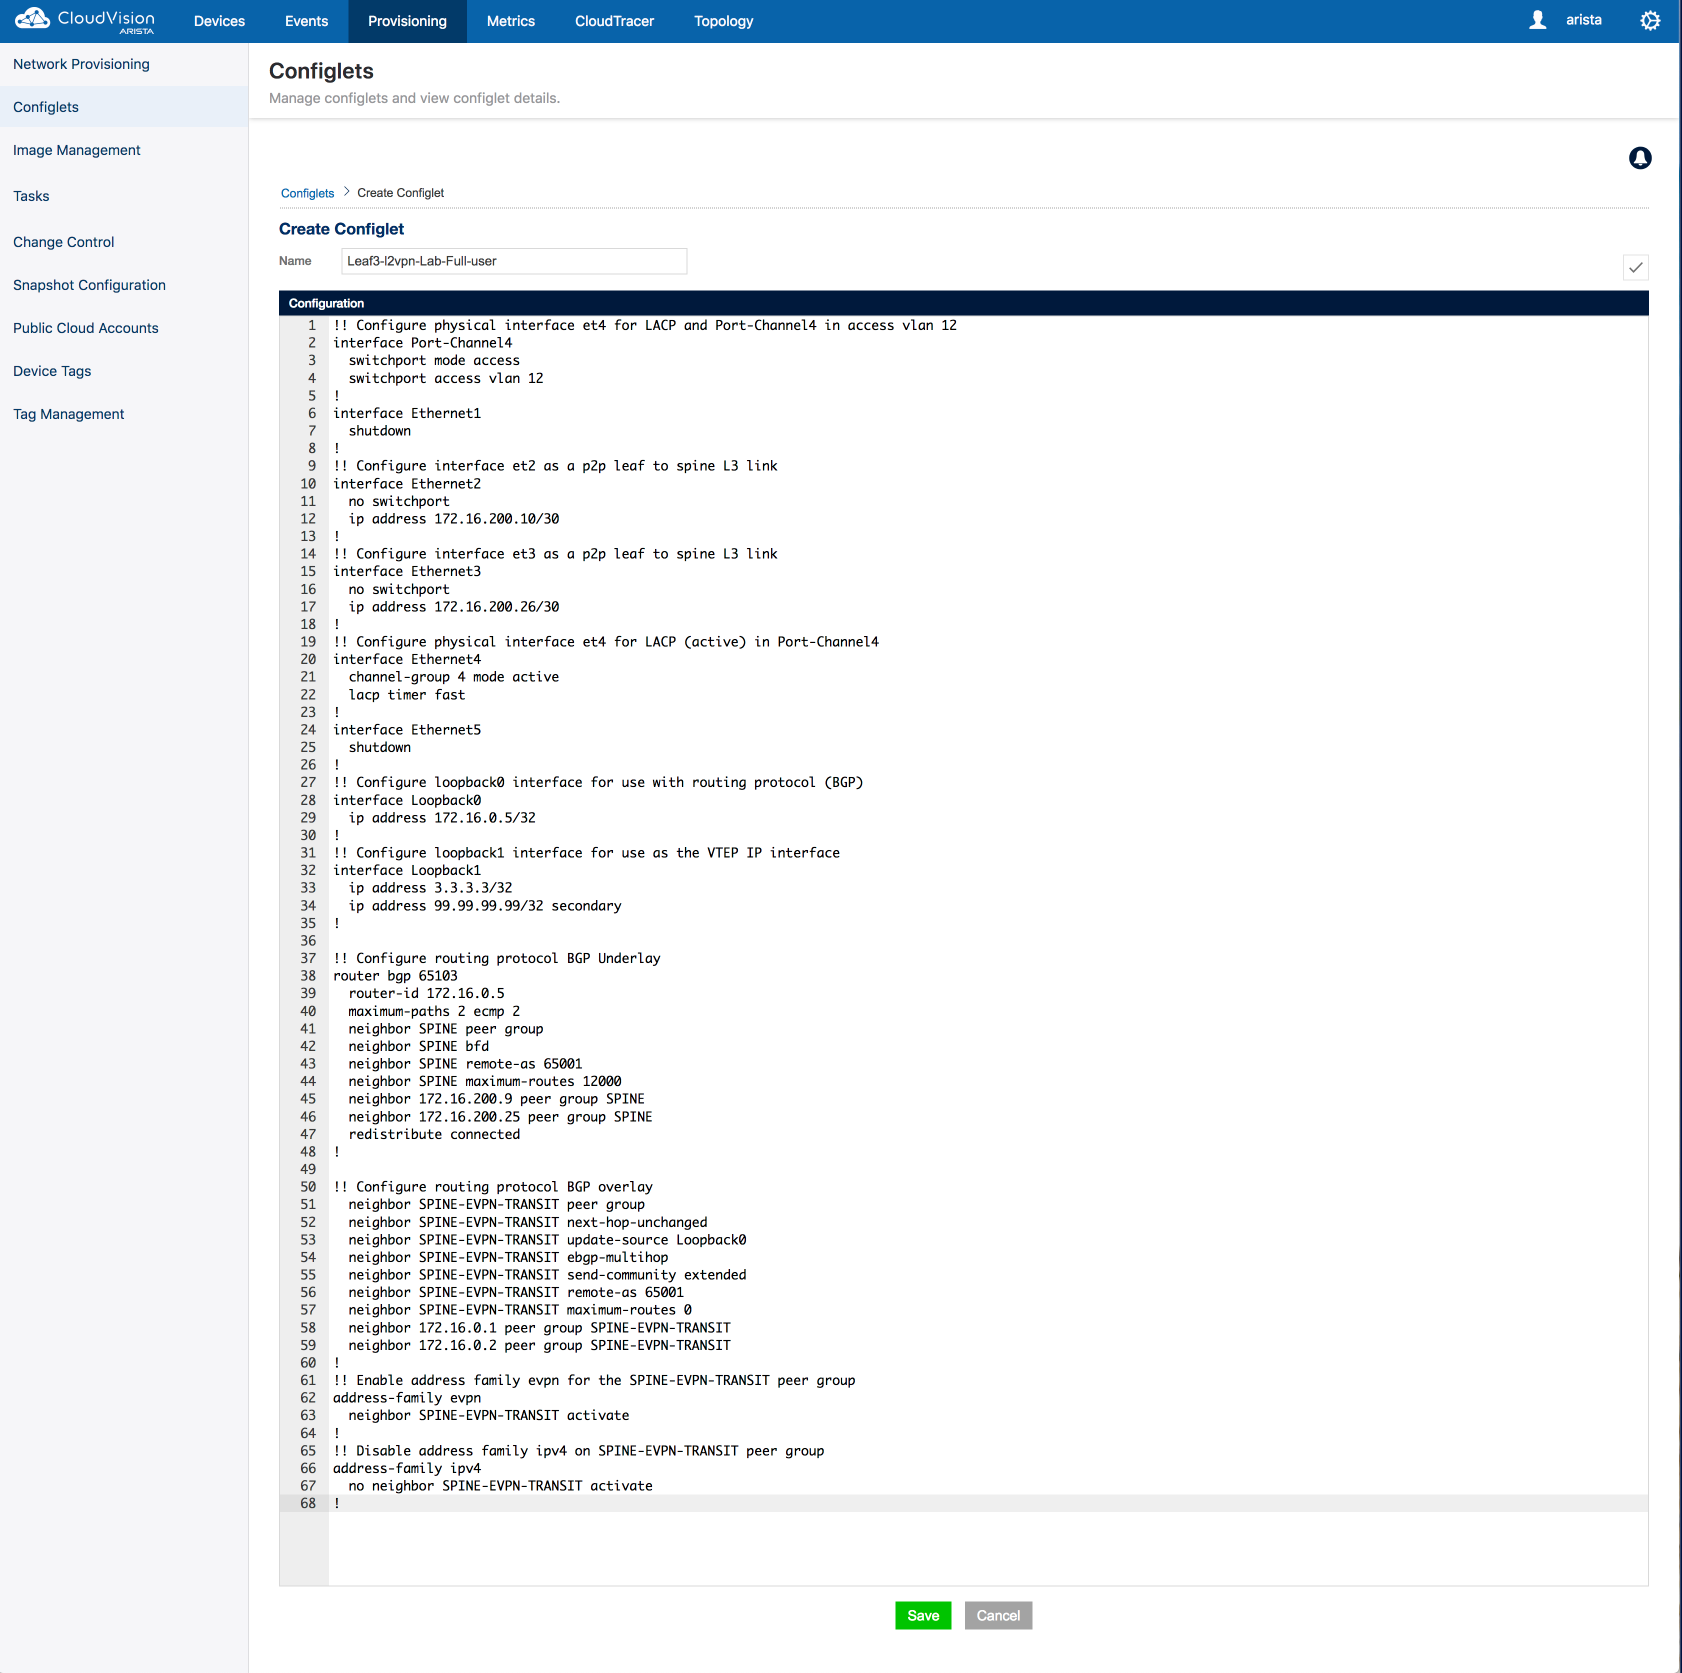 CloudVision
ARISTA
Devices Events Provisioning Metrics CloudTracer Topology arista
Network Provisioning
Configlets
Image Management
Tasks
Change Control
Snapshot Configuration
Public Cloud Accounts
Device Tags
Tag Management
Configlets
Manage configlets and view configlet details.
Configlets > Create Configlet
Create Configlet
Name Leaf3-l2vpn-Lab-Full-user
Configuration
1 !! Configure physical interface et4 for LACP and Port-Channel4 in access vlan 12
2 interface Port-Channel4
3   switchport mode access
4   switchport access vlan 12
5 !
6 interface Ethernet1
7   shutdown
8 !
9 !! Configure interface et2 as a p2p leaf to spine L3 link
10 interface Ethernet2
11   no switchport
12   ip address 172.16.200.10/30
13 !
14 !! Configure interface et3 as a p2p leaf to spine L3 link
15 interface Ethernet3
16   no switchport
17   ip address 172.16.200.26/30
18 !
19 !! Configure physical interface et4 for LACP (active) in Port-Channel4
20 interface Ethernet4
21   channel-group 4 mode active
22   lacp timer fast
23 !
24 interface Ethernet5
25   shutdown
26 !
27 !! Configure loopback0 interface for use with routing protocol (BGP)
28 interface Loopback0
29   ip address 172.16.0.5/32
30 !
31 !! Configure loopback1 interface for use as the VTEP IP interface
32 interface Loopback1
33   ip address 3.3.3.3/32
34   ip address 99.99.99.99/32 secondary
35 !
36
37 !! Configure routing protocol BGP Underlay
38 router bgp 65103
39   router-id 172.16.0.5
40   maximum-paths 2 ecmp 2
41   neighbor SPINE peer group
42   neighbor SPINE bfd
43   neighbor SPINE remote-as 65001
44   neighbor SPINE maximum-routes 12000
45   neighbor 172.16.200.9 peer group SPINE
46   neighbor 172.16.200.25 peer group SPINE
47   redistribute connected
48 !
49
50 !! Configure routing protocol BGP overlay
51   neighbor SPINE-EVPN-TRANSIT peer group
52   neighbor SPINE-EVPN-TRANSIT next-hop-unchanged
53   neighbor SPINE-EVPN-TRANSIT update-source Loopback0
54   neighbor SPINE-EVPN-TRANSIT ebgp-multihop
55   neighbor SPINE-EVPN-TRANSIT send-community extended
56   neighbor SPINE-EVPN-TRANSIT remote-as 65001
57   neighbor SPINE-EVPN-TRANSIT maximum-routes 0
58   neighbor 172.16.0.1 peer group SPINE-EVPN-TRANSIT
59   neighbor 172.16.0.2 peer group SPINE-EVPN-TRANSIT
60 !
61 !! Enable address family evpn for the SPINE-EVPN-TRANSIT peer group
62 address-family evpn
63   neighbor SPINE-EVPN-TRANSIT activate
64 !
65 !! Disable address family ipv4 on SPINE-EVPN-TRANSIT peer group
66 address-family ipv4
67   no neighbor SPINE-EVPN-TRANSIT activate
68 !
Save Cancel